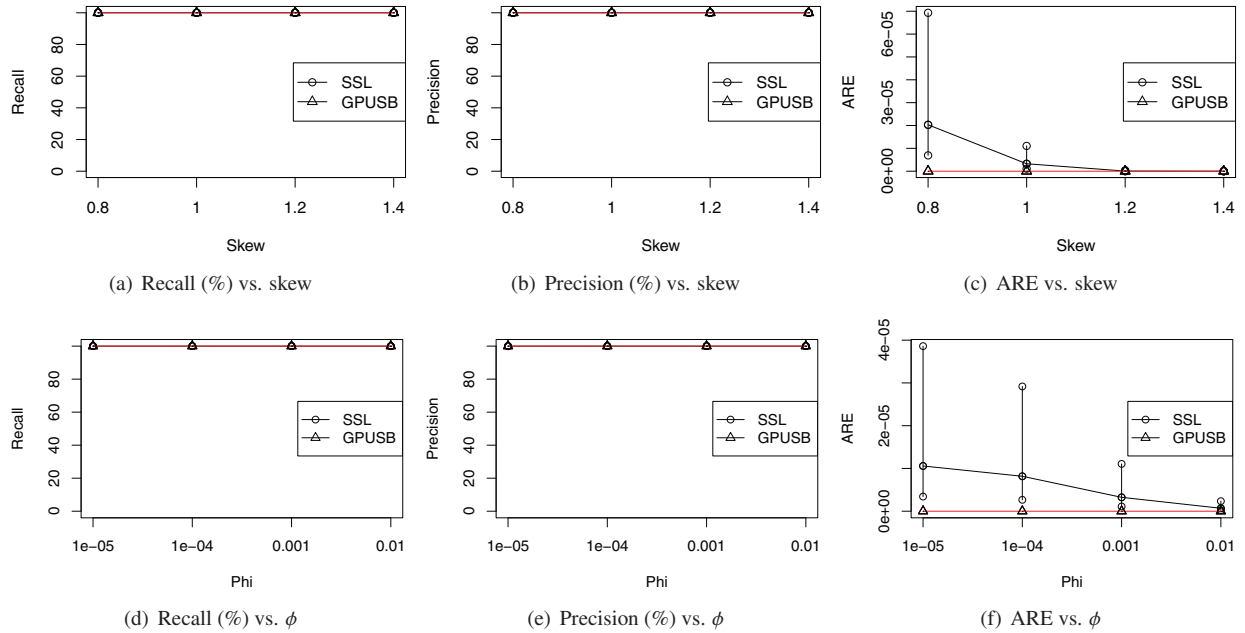 Recall
0 20 40 60 80
SSL
GPUSB
0.8 1 1.2 1.4
Skew
(a) Recall (%) vs. skew
Precision
0 20 40 60 80
SSL
GPUSB
0.8 1 1.2 1.4
Skew
(b) Precision (%) vs. skew
ARE
0e+00 3e-05 6e-05
SSL
GPUSB
0.8 1 1.2 1.4
Skew
(c) ARE vs. skew
Recall
0 20 40 60 80
SSL
GPUSB
1e-05 1e-04 0.001 0.01
Phi
(d) Recall (%) vs. ϕ
Precision
0 20 40 60 80
SSL
GPUSB
1e-05 1e-04 0.001 0.01
Phi
(e) Precision (%) vs. ϕ
ARE
0e+00 2e-05 4e-05
SSL
GPUSB
1e-05 1e-04 0.001 0.01
Phi
(f) ARE vs. ϕ